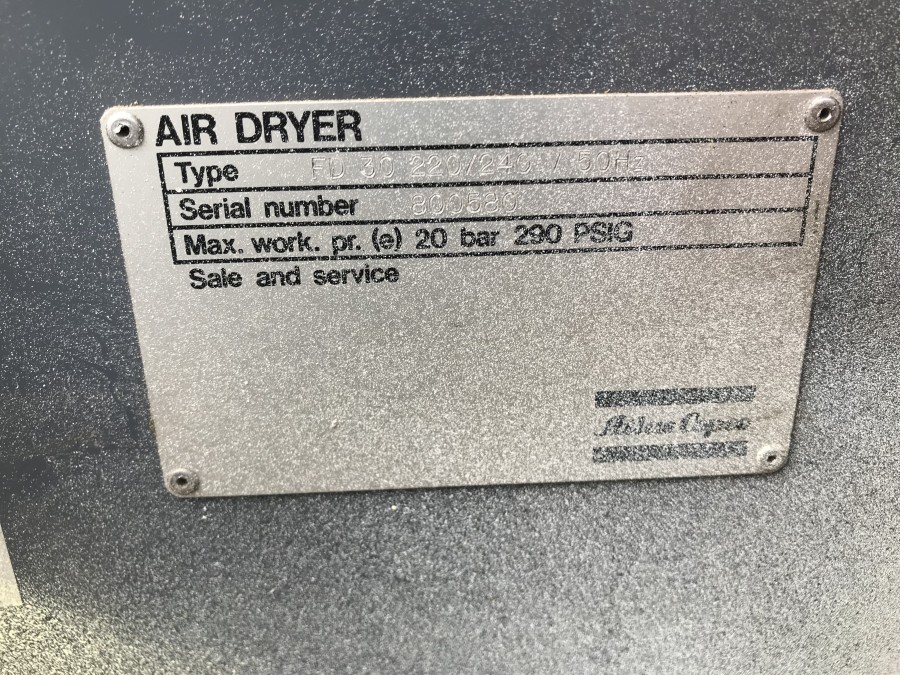 AIR DRYER
Type FD 30 220/240 V 50Hz
Serial number 800580
Max. work. pr. (e) 20 bar 290 PSIG
Sale and service
Atlas Copco